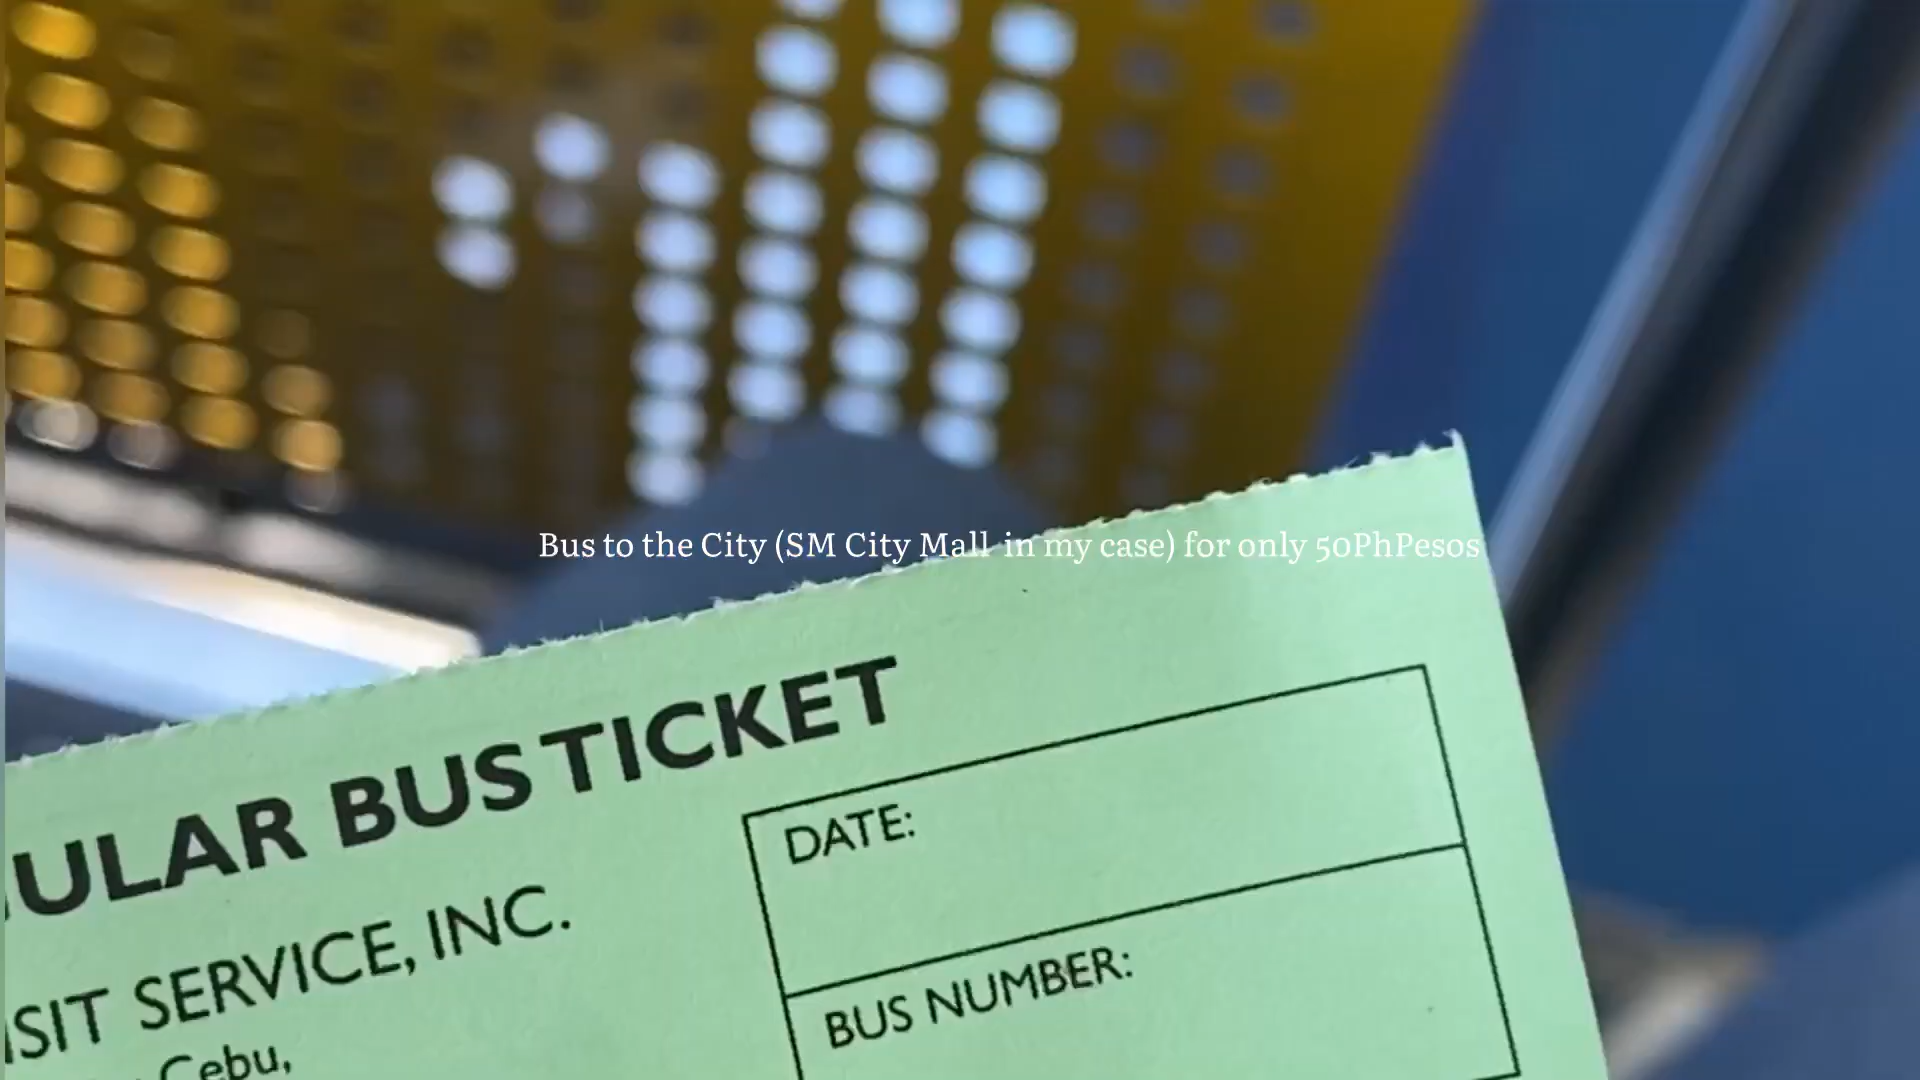 Bus to the City (SM City Mall in my case) for only 50PhPesos
ULAR BUS TICKET
SIT SERVICE, INC.
Cebu,
DATE:
BUS NUMBER: